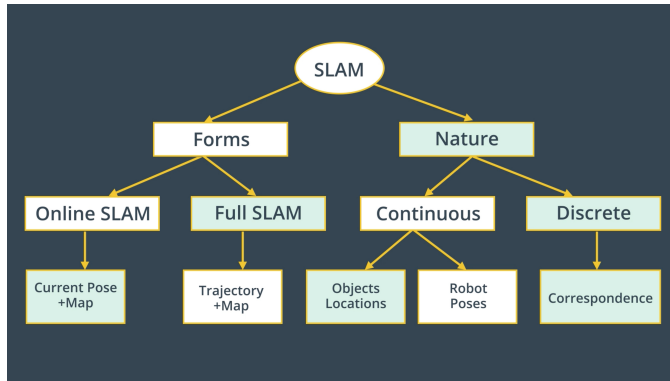 SLAM
Forms
Nature
Online SLAM
Full SLAM
Continuous
Discrete
Current Pose
+Map
Trajectory
+Map
Objects
Locations
Robot
Poses
Correspondence